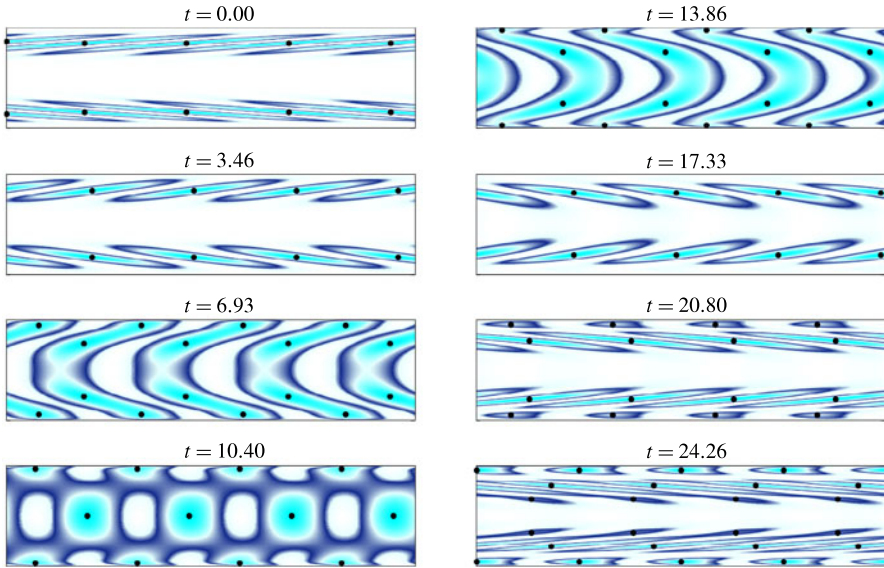 t = 0.00
t = 3.46
t = 6.93
t = 10.40
t = 13.86
t = 17.33
t = 20.80
t = 24.26